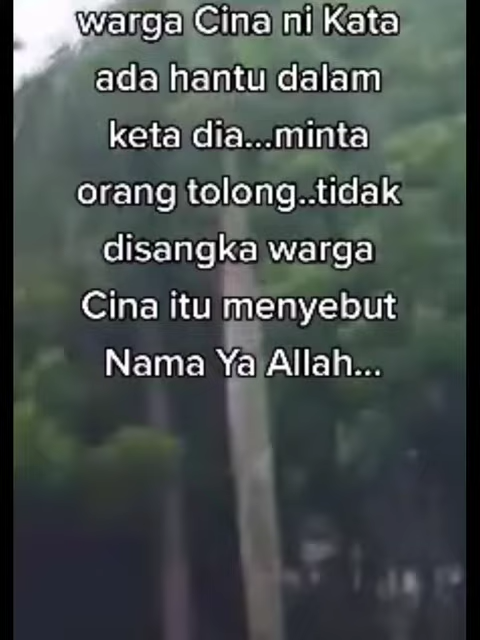 warga Cina ni Kata
ada hantu dalam
keta dia...minta
orang tolong..tidak
disangka warga
Cina itu menyebut
Nama Ya Allah...